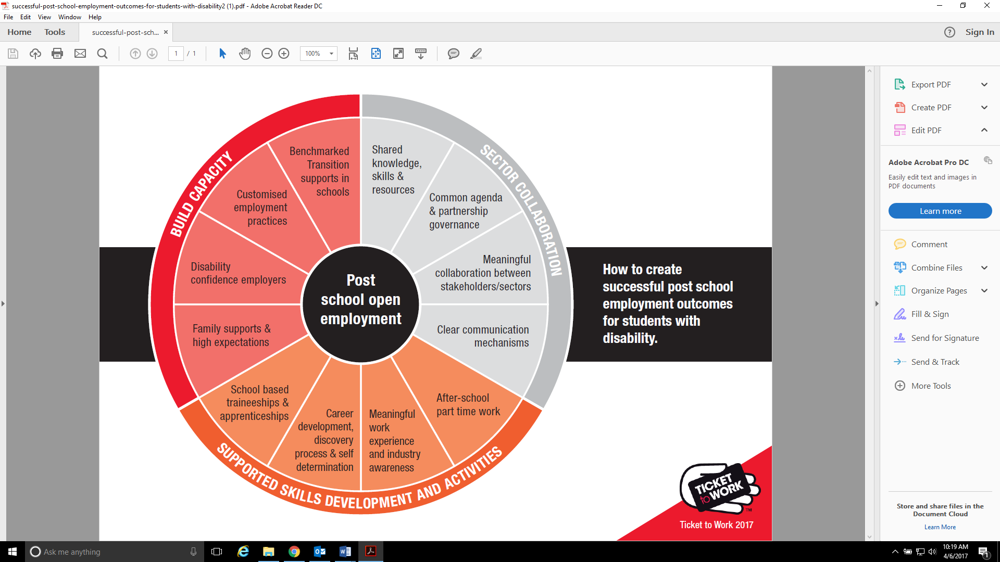 successful-post-school-employment-outcomes-for-students-with-disability2 (1).pdf - Adobe Acrobat Reader DC
File Edit View Window Help
Home Tools successful-post-sch... × Sign In
1 / 1 100%
BUILD CAPACITY
Benchmarked
Transition
supports in
schools
Customised
employment
practices
Disability
confidence employers
Family supports &
high expectations
SECTOR COLLABORATION
Shared
knowledge,
skills &
resources
Common agenda
& partnership
governance
Meaningful
collaboration between
stakeholders/sectors
Clear communication
mechanisms
Post
school open
employment
SUPPORTED SKILLS DEVELOPMENT AND ACTIVITIES
School based
traineeships &
apprenticeships
Career
development,
discovery
process & self
determination
Meaningful
work
experience
and industry
awareness
After-school
part time work
How to create
successful post school
employment outcomes
for students with
disability.
TICKET
to WORK
TM
Ticket to Work 2017
Export PDF
Create PDF
Edit PDF
Adobe Acrobat Pro DC
Easily edit text and images in
PDF documents
Learn more
Comment
Combine Files
Organize Pages
Fill & Sign
Send for Signature
Send & Track
More Tools
Store and share files in the
Document Cloud
Learn More
Ask me anything
10:19 AM
4/6/2017
1